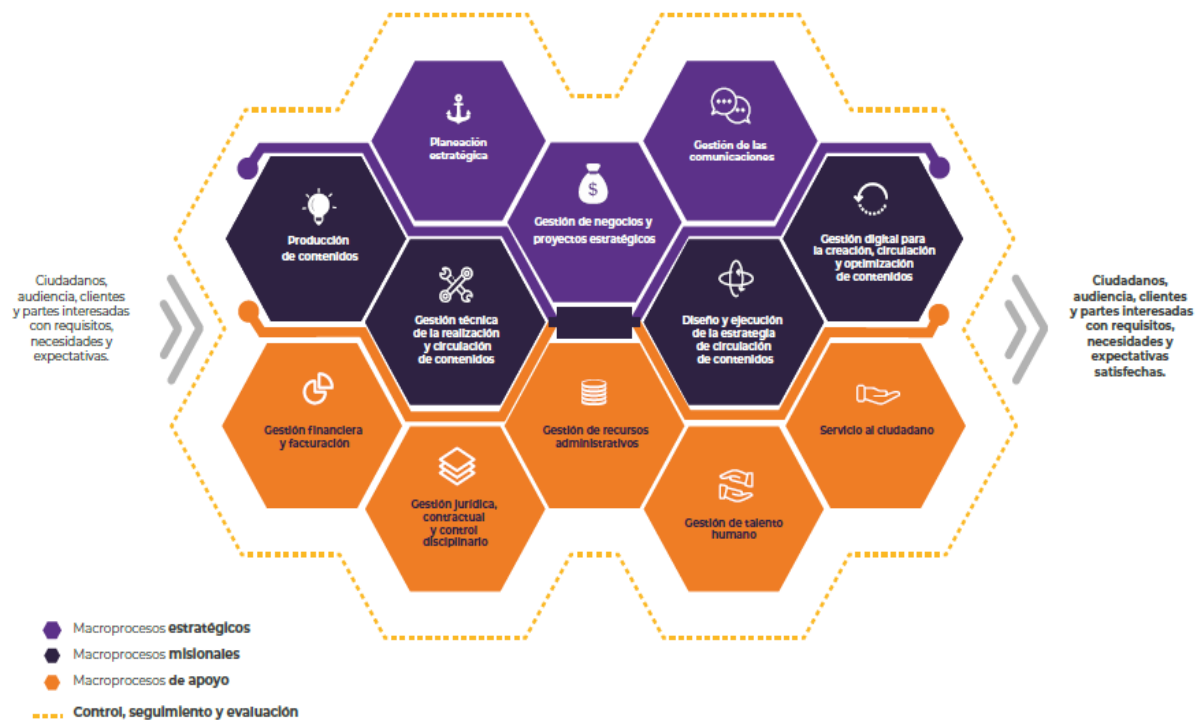 Planeación
estratégica
Gestión de las
comunicaciones
$
Gestión de negocios y
proyectos estratégicos
Producción
de contenidos
Gestión digital para
la creación, circulación
y optimización
de contenidos
Gestión técnica
de la realización
y circulación
de contenidos
Diseño y ejecución
de la estrategia
de circulación
de contenidos
Ciudadanos,
audiencia, clientes
y partes interesadas
con requisitos,
necesidades y
expectativas.
Ciudadanos,
audiencia, clientes
y partes interesadas
con requisitos,
necesidades y
expectativas
satisfechas.
Gestión financiera
y facturación
Gestión de recursos
administrativos
Servicio al ciudadano
Gestión jurídica,
contractual
y control
disciplinario
Gestión de talento
humano
Macroprocesos estratégicos
Macroprocesos misionales
Macroprocesos de apoyo
Control, seguimiento y evaluación